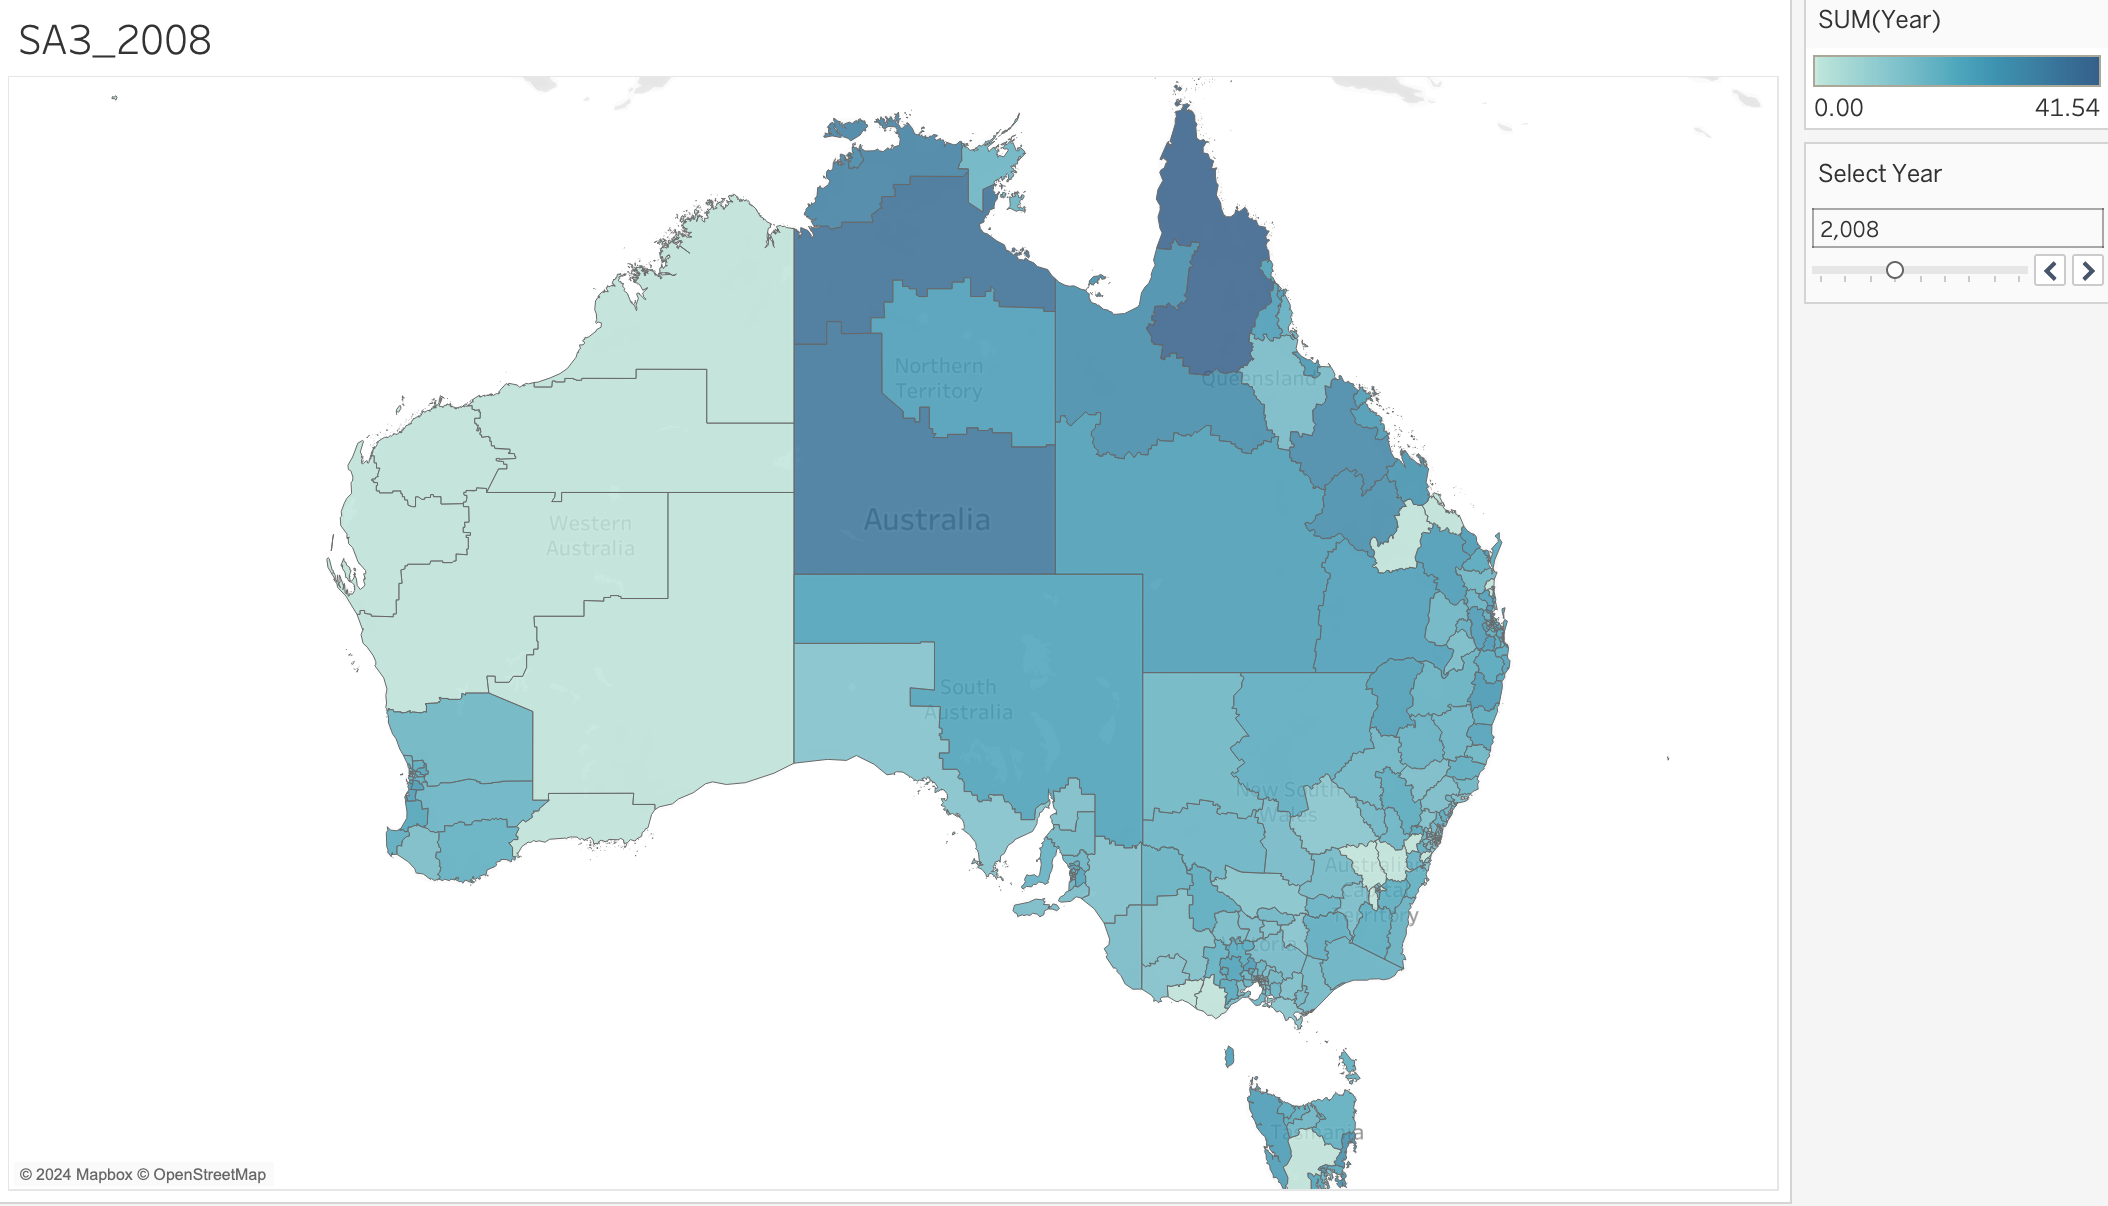 SA3_2008
SUM(Year)
0.00 41.54
Select Year
2,008
Northern
Territory
Queensland
Australia
Western
Australia
South
Australia
New South
Wales
Australian
Capital
Territory
Victoria
Tasmania
© 2024 Mapbox © OpenStreetMap